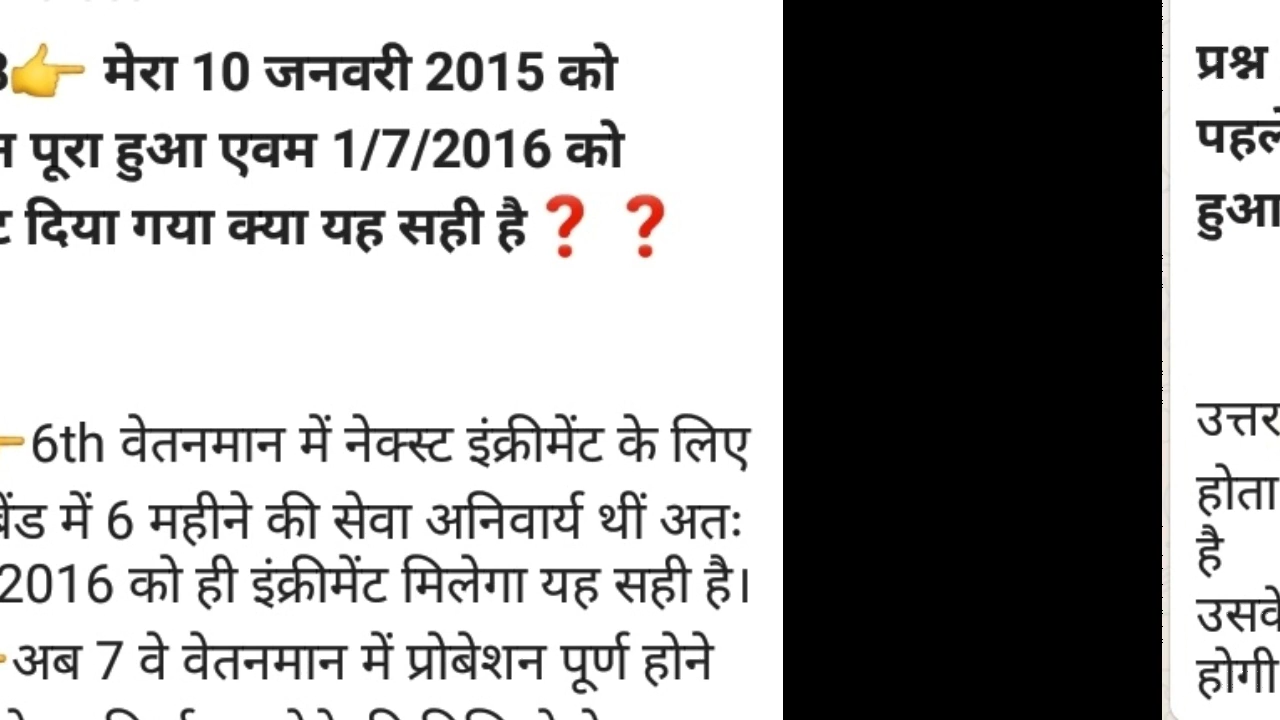 मेरा 10 जनवरी 2015 को
पूरा हुआ एवम 1/7/2016 को
दिया गया क्या यह सही है ❓ ❓
6th वेतनमान में नेक्स्ट इंक्रीमेंट के लिए
में 6 महीने की सेवा अनिवार्य थीं अतः
2016 को ही इंक्रीमेंट मिलेगा यह सही है।
अब 7 वे वेतनमान में प्रोबेशन पूर्ण होने
प्रश्न
पहले
हुआ
उत्तर
होता
है
उसके
होगी